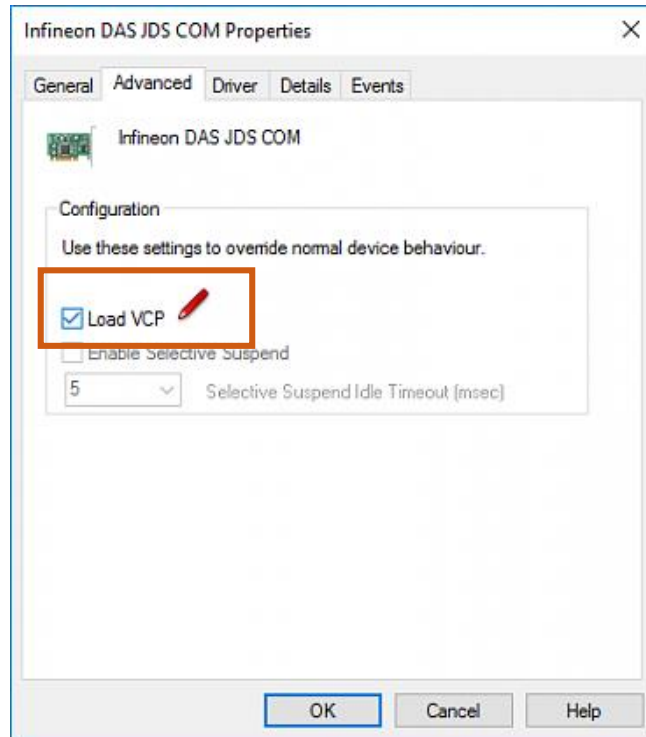 Infineon DAS JDS COM Properties
General Advanced Driver Details Events
Infineon DAS JDS COM
Configuration
Use these settings to override normal device behaviour.
Load VCP
Enable Selective Suspend
5 Selective Suspend Idle Timeout (msec)
OK Cancel Help